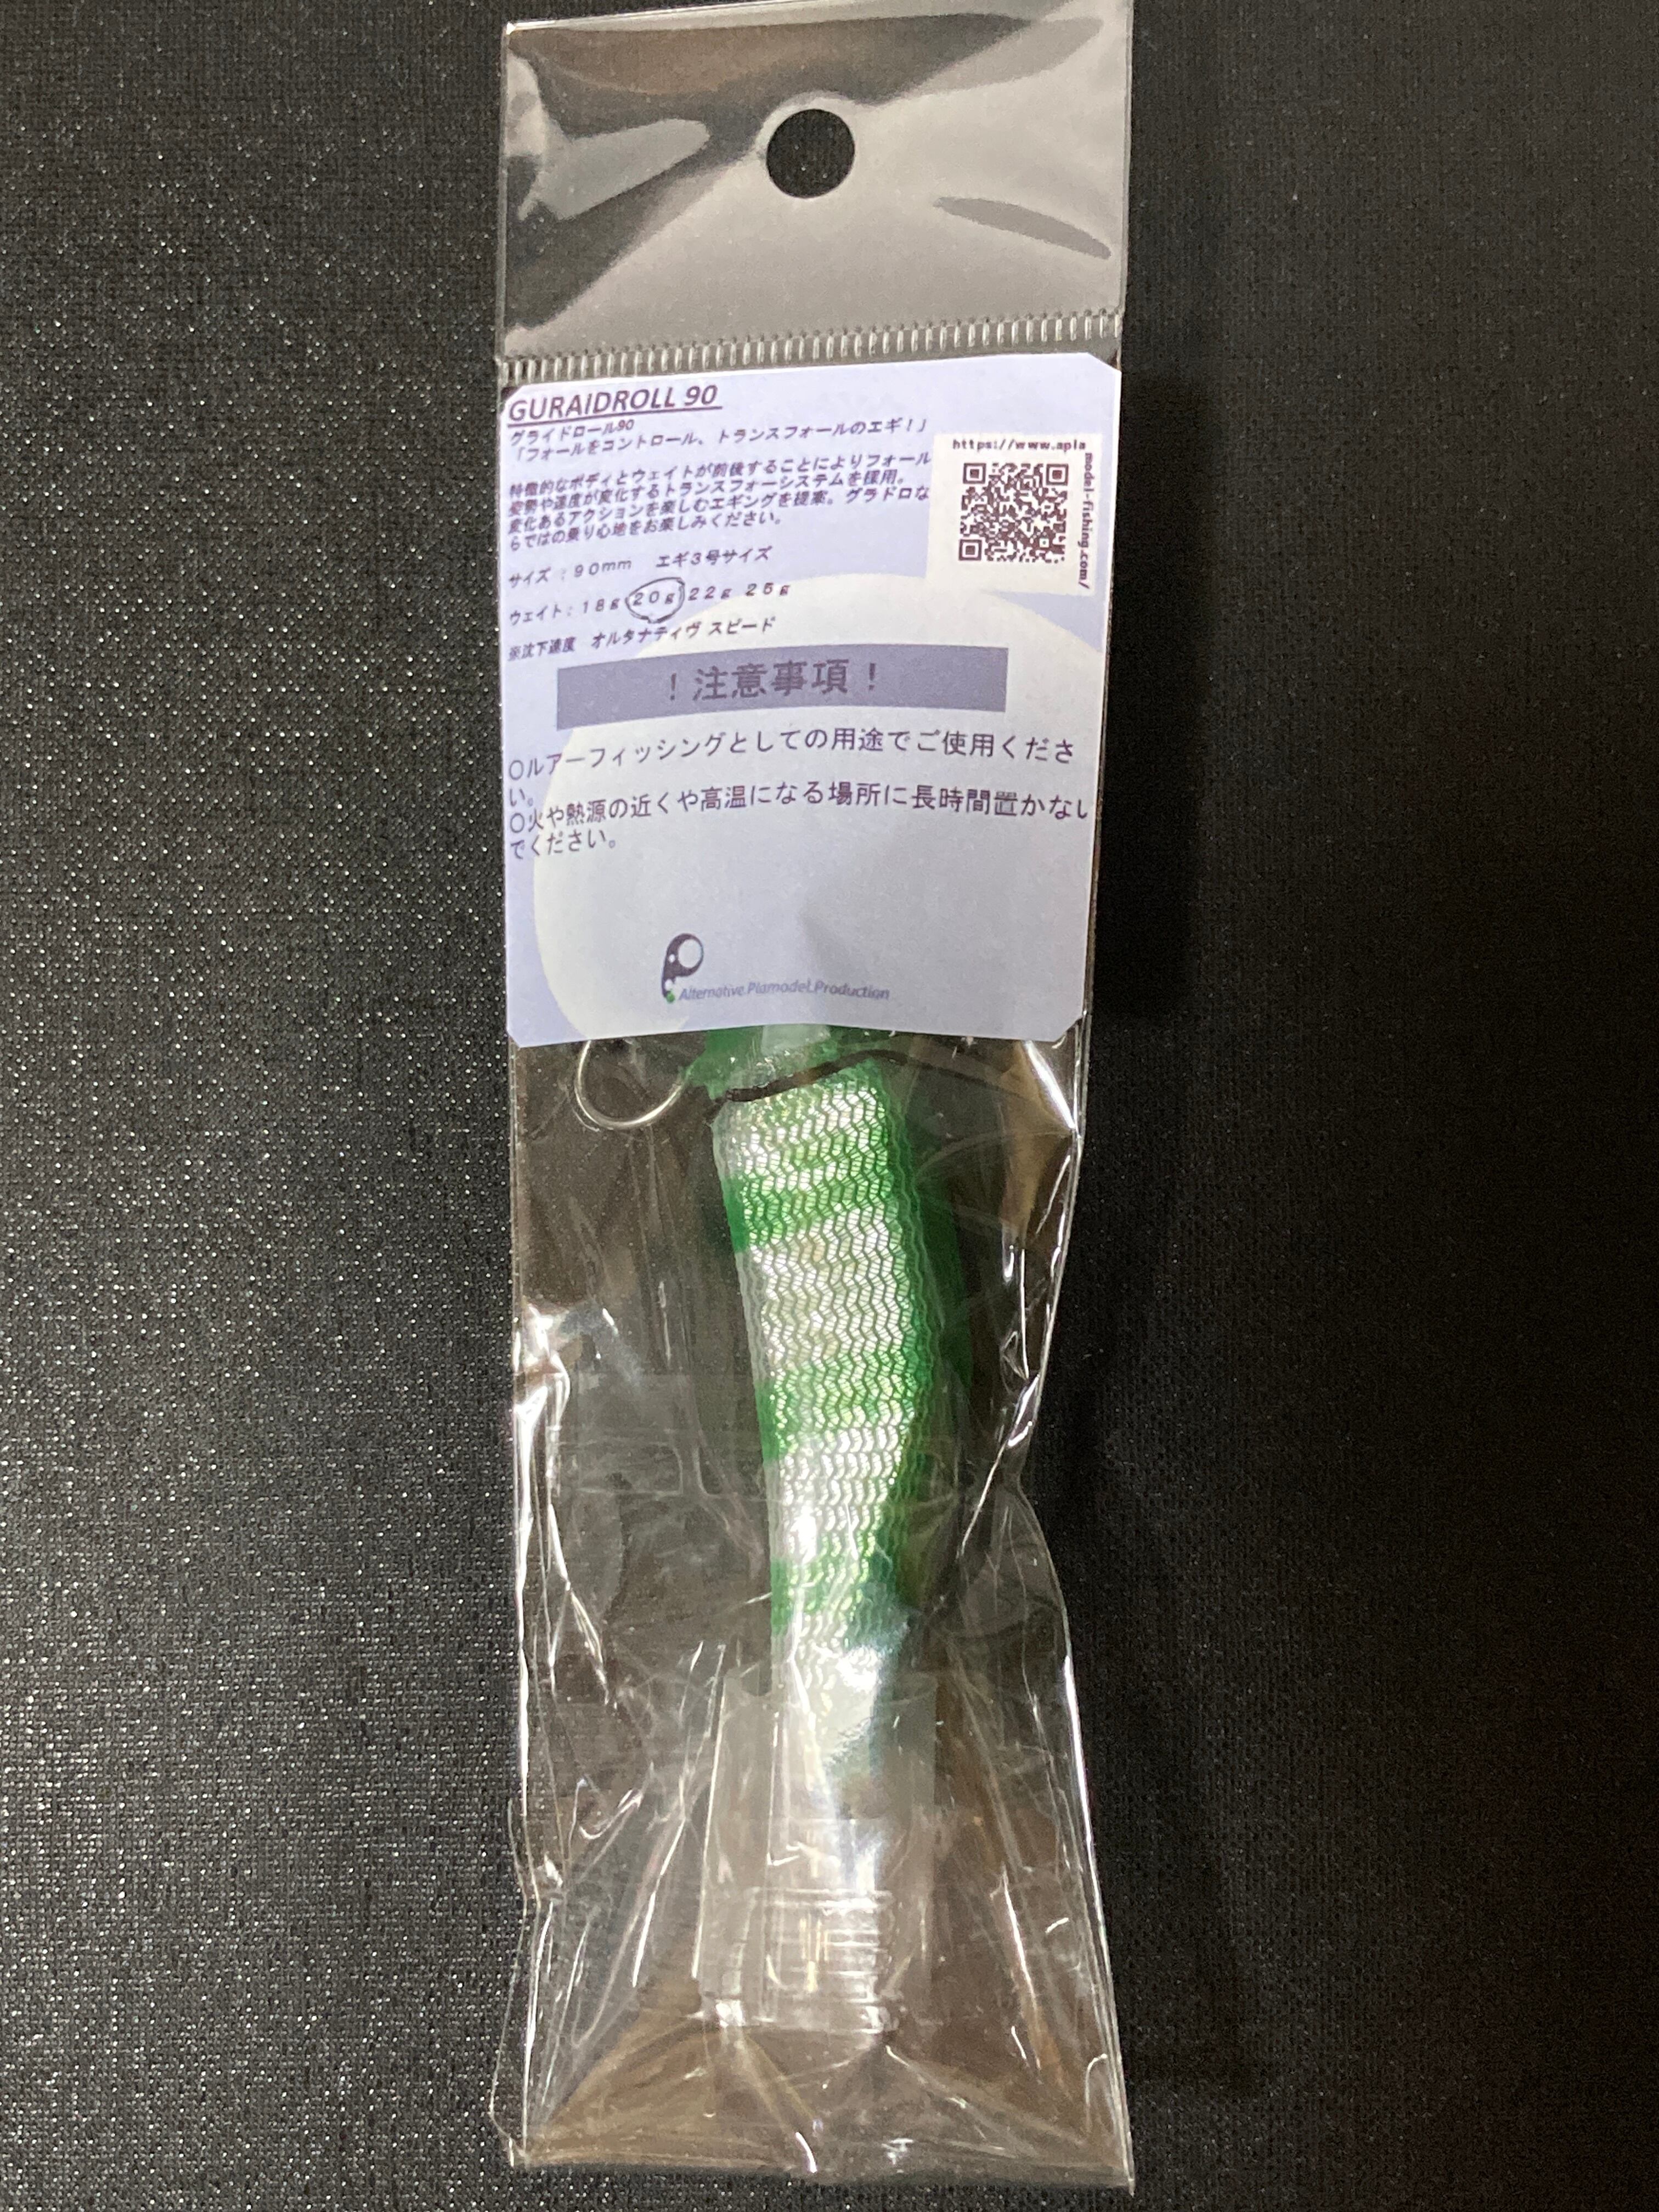 GURAIDROLL 90
グライドロール90
「フォールをコントロール、トランスフォールのエギ！」
特徴的なボディとウェイトが前後することによりフォール
姿勢や速度が変化するトランスフォーシステムを採用。
変化あるアクションを楽しむエギングを提案。グラドロな
らではの乗り心地をお楽しみください。
サイズ：90mm　エギ3号サイズ
ウェイト：18g 20g 22g 25g
※沈下速度　オルタナティヴ スピード
https://www.apla
model-fishing.com/
！注意事項！
○ルアーフィッシングとしての用途でご使用くださ
い。
○火や熱源の近くや高温になる場所に長時間置かなし
でください。
Alternative.Plamodel.Production